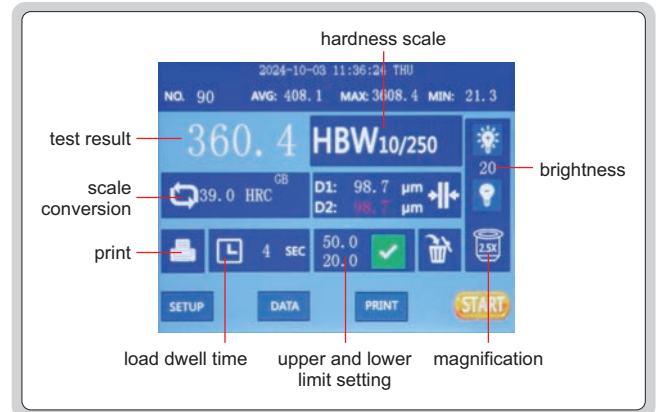 hardness scale
2024-10-03 11:36:24 THU
NO. 90 AVG: 408.1 MAX: 3608.4 MIN: 21.3
test result
360.4
HBW10/250
20
brightness
scale
conversion
39.0 HRC GB
D1: 98.7 μm
D2: 98.7 μm
print
4 SEC
50.0
20.0
2.5X
SETUP
DATA
PRINT
START
load dwell time
upper and lower
limit setting
magnification